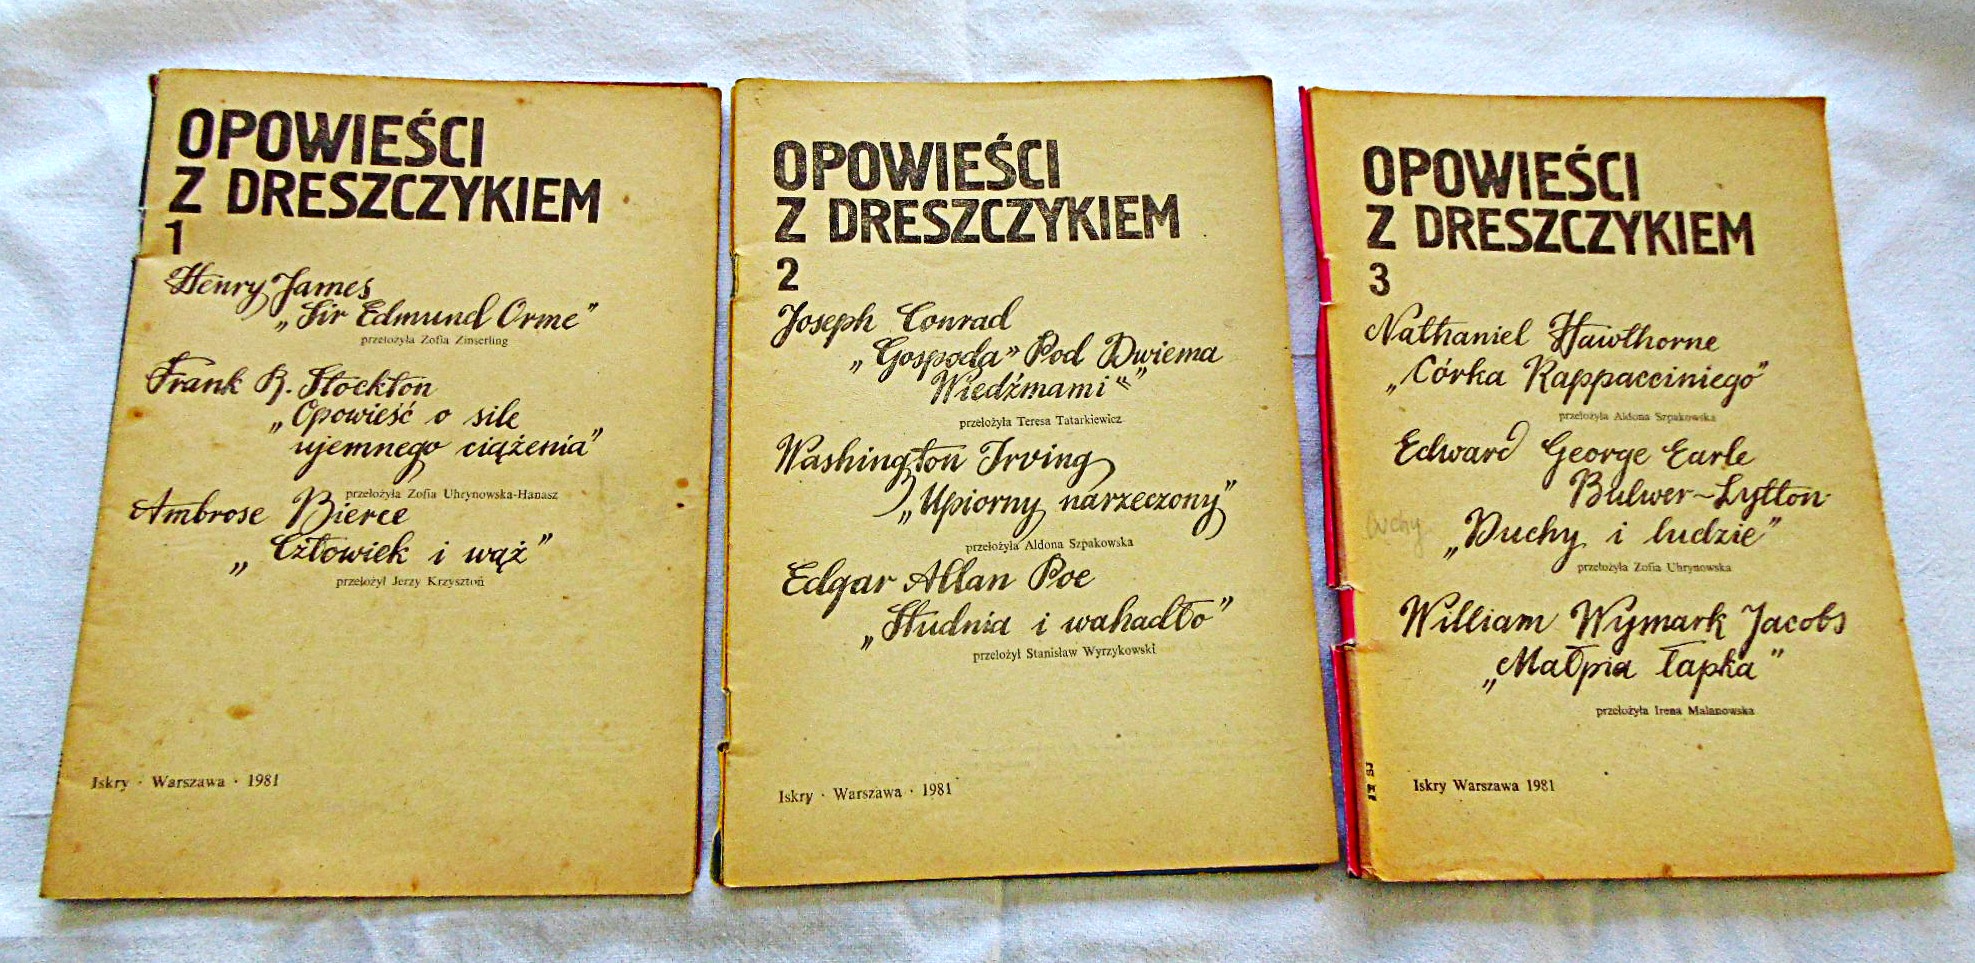 OPOWIEŚCI
Z DRESZCZYKIEM
1
Henry James
„Sir Edmund Orme”
przełożyła Zofia Zinserling
Frank R. Stockton
„Opowieść o sile
ujemnego ciążenia”
przełożyła Zofia Uhrynowska-Hanasz
Ambrose Bierce
„Człowiek i wąż”
przełożył Jerzy Krzysztoń
Iskry · Warszawa · 1981
OPOWIEŚCI
Z DRESZCZYKIEM
2
Joseph Conrad
„Gospoda »Pod Dwiema
Wiedźmami«”
przełożyła Teresa Tatarkiewicz
Washington Irving
„Upiorny narzeczony”
przełożyła Aldona Szpakowska
Edgar Allan Poe
„Studnia i wahadło”
przełożył Stanisław Wyrzykowski
Iskry · Warszawa · 1981
OPOWIEŚCI
Z DRESZCZYKIEM
3
Nathaniel Hawthorne
„Córka Rappacciniego”
przełożyła Aldona Szpakowska
Edward George Earle
Bulwer-Lytton
„Duchy i ludzie”
przełożyła Zofia Uhrynowska
William Wymark Jacobs
„Małpia łapka”
przełożyła Irena Malanowska
Iskry Warszawa 1981